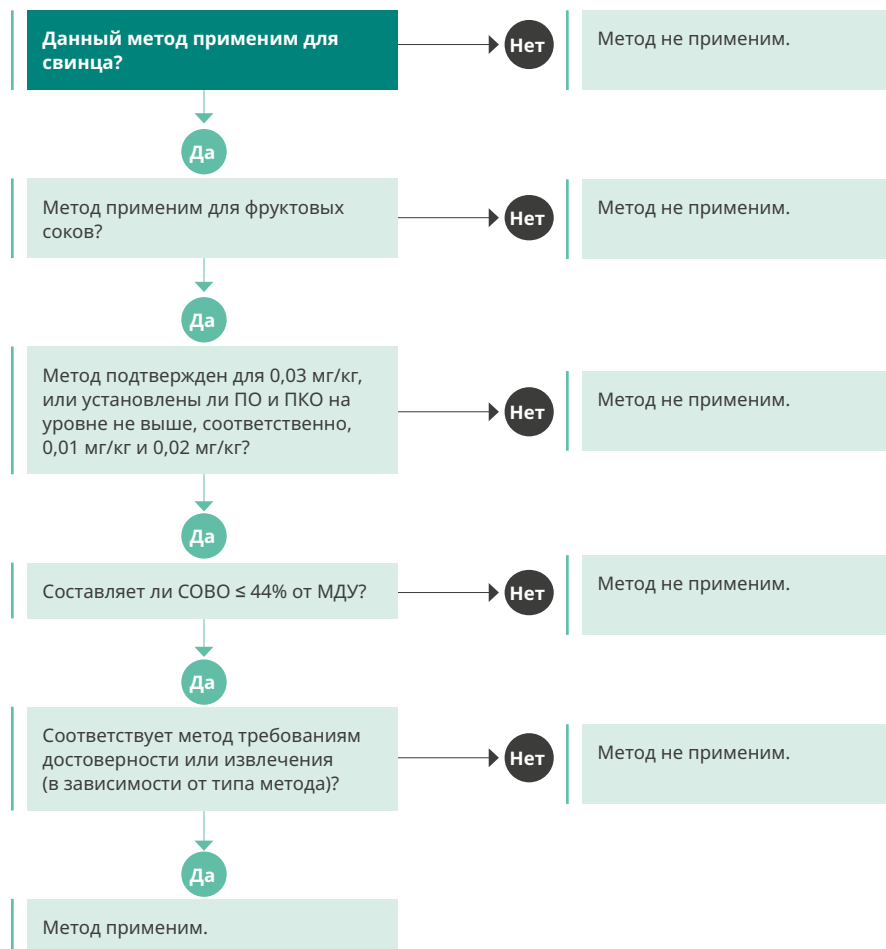 Данный метод применим для
свинца?
Нет
Метод не применим.
Да
Метод применим для фруктовых
соков?
Нет
Метод не применим.
Да
Метод подтвержден для 0,03 мг/кг,
или установлены ли ПО и ПКО на
уровне не выше, соответственно,
0,01 мг/кг и 0,02 мг/кг?
Нет
Метод не применим.
Да
Составляет ли СОВО ≤ 44% от МДУ?
Нет
Метод не применим.
Да
Соответствует метод требованиям
достоверности или извлечения
(в зависимости от типа метода)?
Нет
Метод не применим.
Да
Метод применим.